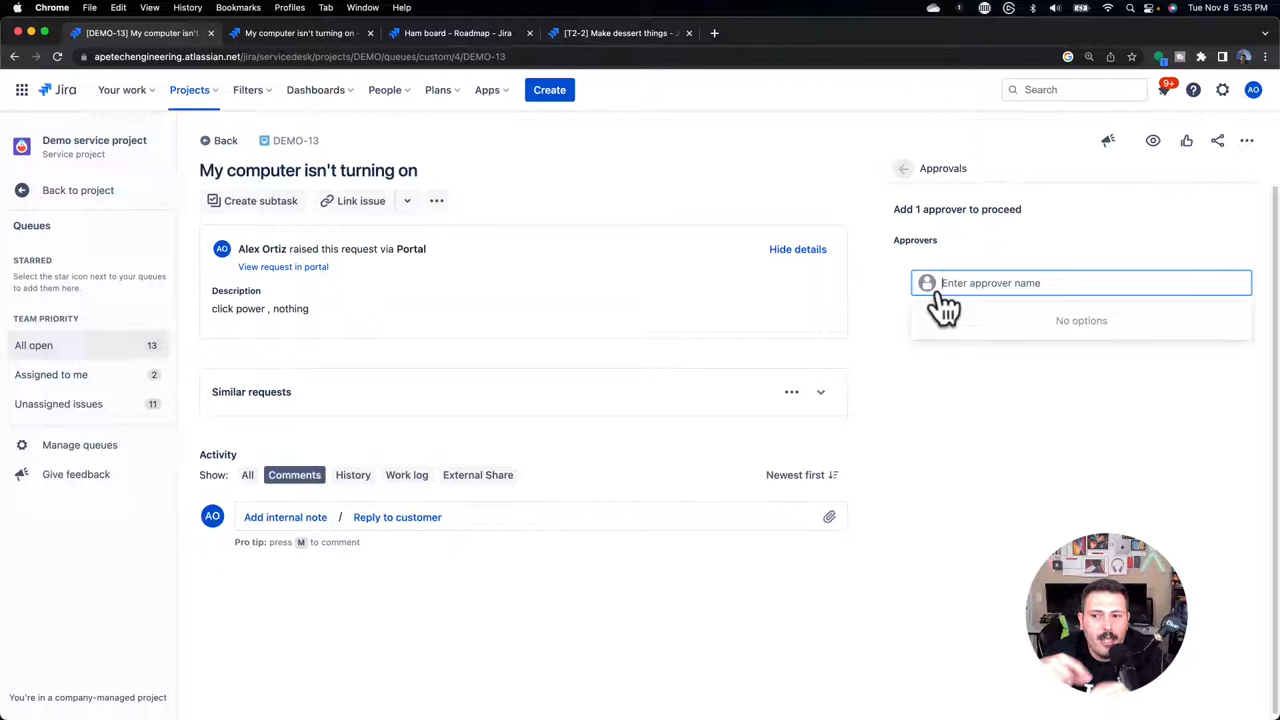 Chrome File Edit View History Bookmarks Profiles Tab Window Help Tue Nov 8 5:35 PM
[DEMO-13] My computer isn't
My computer isn't turning on -
Ham board - Roadmap - Jira
[T2-2] Make dessert things - J
apetechengineering.atlassian.net/jira/servicedesk/projects/DEMO/queues/custom/4/DEMO-13
Jira Your work Projects Filters Dashboards People Plans Apps Create Search 9+ AO
Demo service project
Service project
Back to project
Queues
STARRED
Select the star icon next to your queues
to add them here.
TEAM PRIORITY
All open 13
Assigned to me 2
Unassigned issues 11
Manage queues
Give feedback
You're in a company-managed project
Back DEMO-13
My computer isn't turning on
Create subtask Link issue
AO Alex Ortiz raised this request via Portal Hide details
View request in portal
Description
click power , nothing
Similar requests
Activity
Show: All Comments History Work log External Share Newest first
AO Add internal note / Reply to customer
Pro tip: press M to comment
Approvals
Add 1 approver to proceed
Approvers
Enter approver name
No options